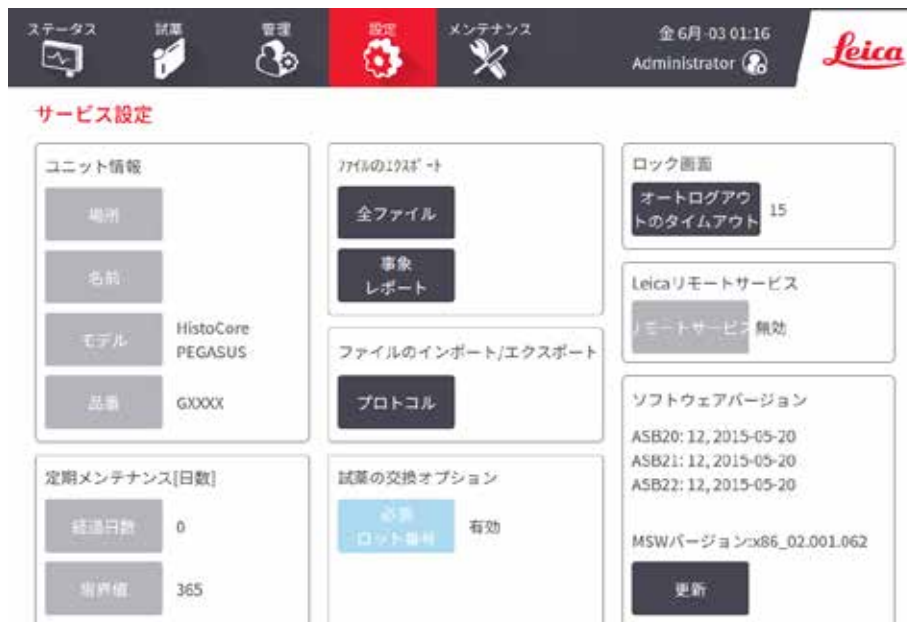 ステータス
試薬
管理
設定
メンテナンス
金 6月-03 01:16
Administrator
Leica
サービス設定
ユニット情報
場所
名前
モデル
HistoCore
PEGASUS
品番
GXXXX
定期メンテナンス[日数]
経過日数
0
限界値
365
ﾌｧｲﾙのｴｸｽﾎﾟｰﾄ
全ファイル
事象
レポート
ファイルのインポート/エクスポート
プロトコル
試薬の交換オプション
必須
ロット番号
有効
ロック画面
オートログアウ
トのタイムアウト
15
Leicaリモートサービス
リモートサービス
無効
ソフトウェアバージョン
ASB20: 12, 2015-05-20
ASB21: 12, 2015-05-20
ASB22: 12, 2015-05-20
MSWバージョン:x86_02.001.062
更新